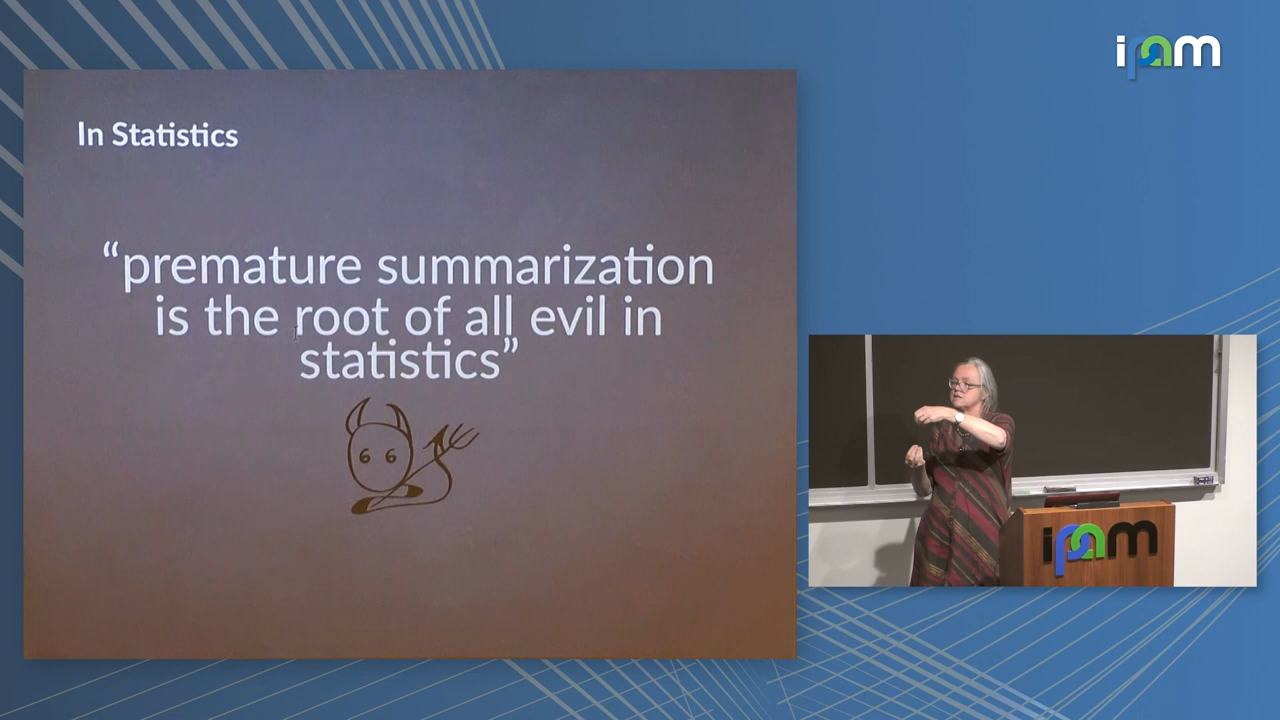 ipam
In Statistics
“premature summarization
is the root of all evil in
statistics”
6 6
ipam